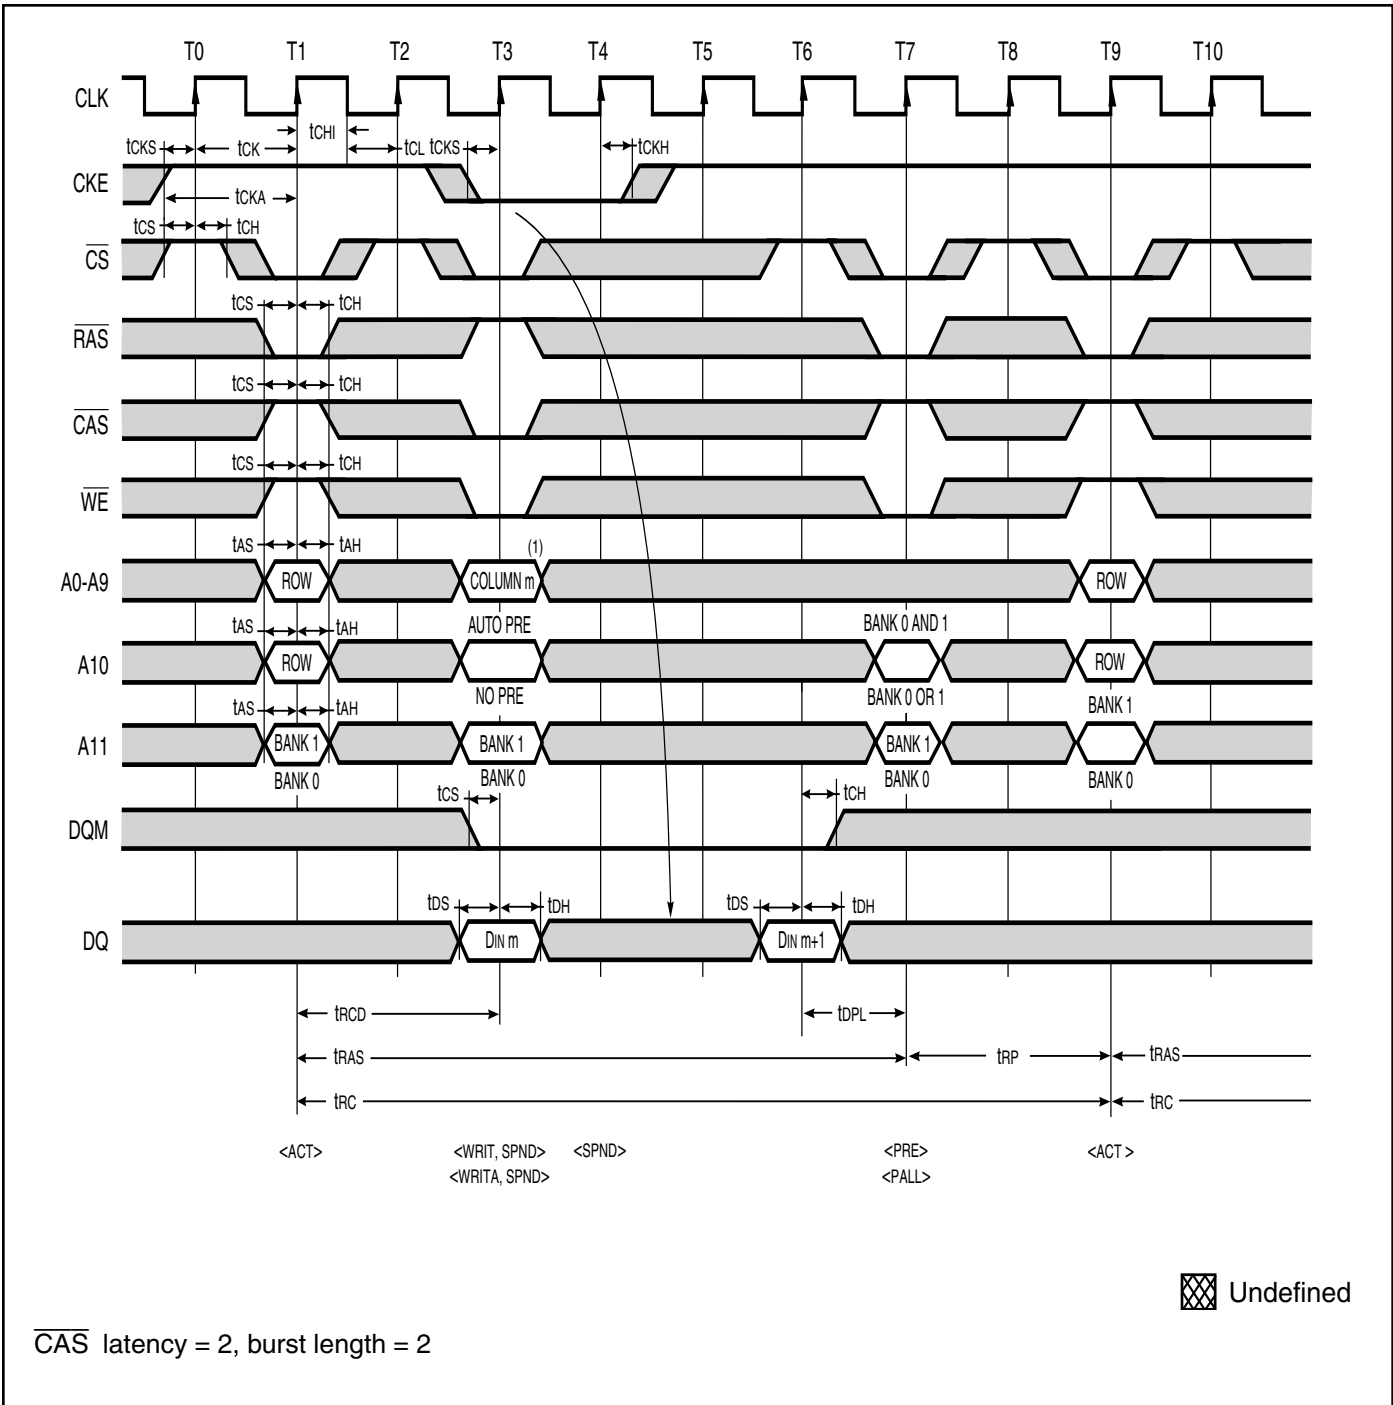 T0 T1 T2 T3 T4 T5 T6 T7 T8 T9 T10
CLK
tCHI
tCKS tCK tCL tCKS tCKH
CKE
tCKA
tCS tCH
CS
tCS tCH
RAS
tCS tCH
CAS
tCS tCH
WE
tAS tAH (1)
A0-A9 ROW COLUMN m ROW
tAS tAH AUTO PRE BANK 0 AND 1
A10 ROW ROW
NO PRE BANK 0 OR 1 BANK 1
tAS tAH
A11 BANK 1 BANK 1 BANK 1
BANK 0 BANK 0 BANK 0 BANK 0
tCS tCH
DQM
tDS tDH tDS tDH
DQ DIN m DIN m+1
tRCD tDPL
tRAS tRP tRAS
tRC tRC
<ACT> <WRIT, SPND> <SPND> <PRE> <ACT >
<WRITA, SPND> <PALL>
Undefined
CAS latency = 2, burst length = 2